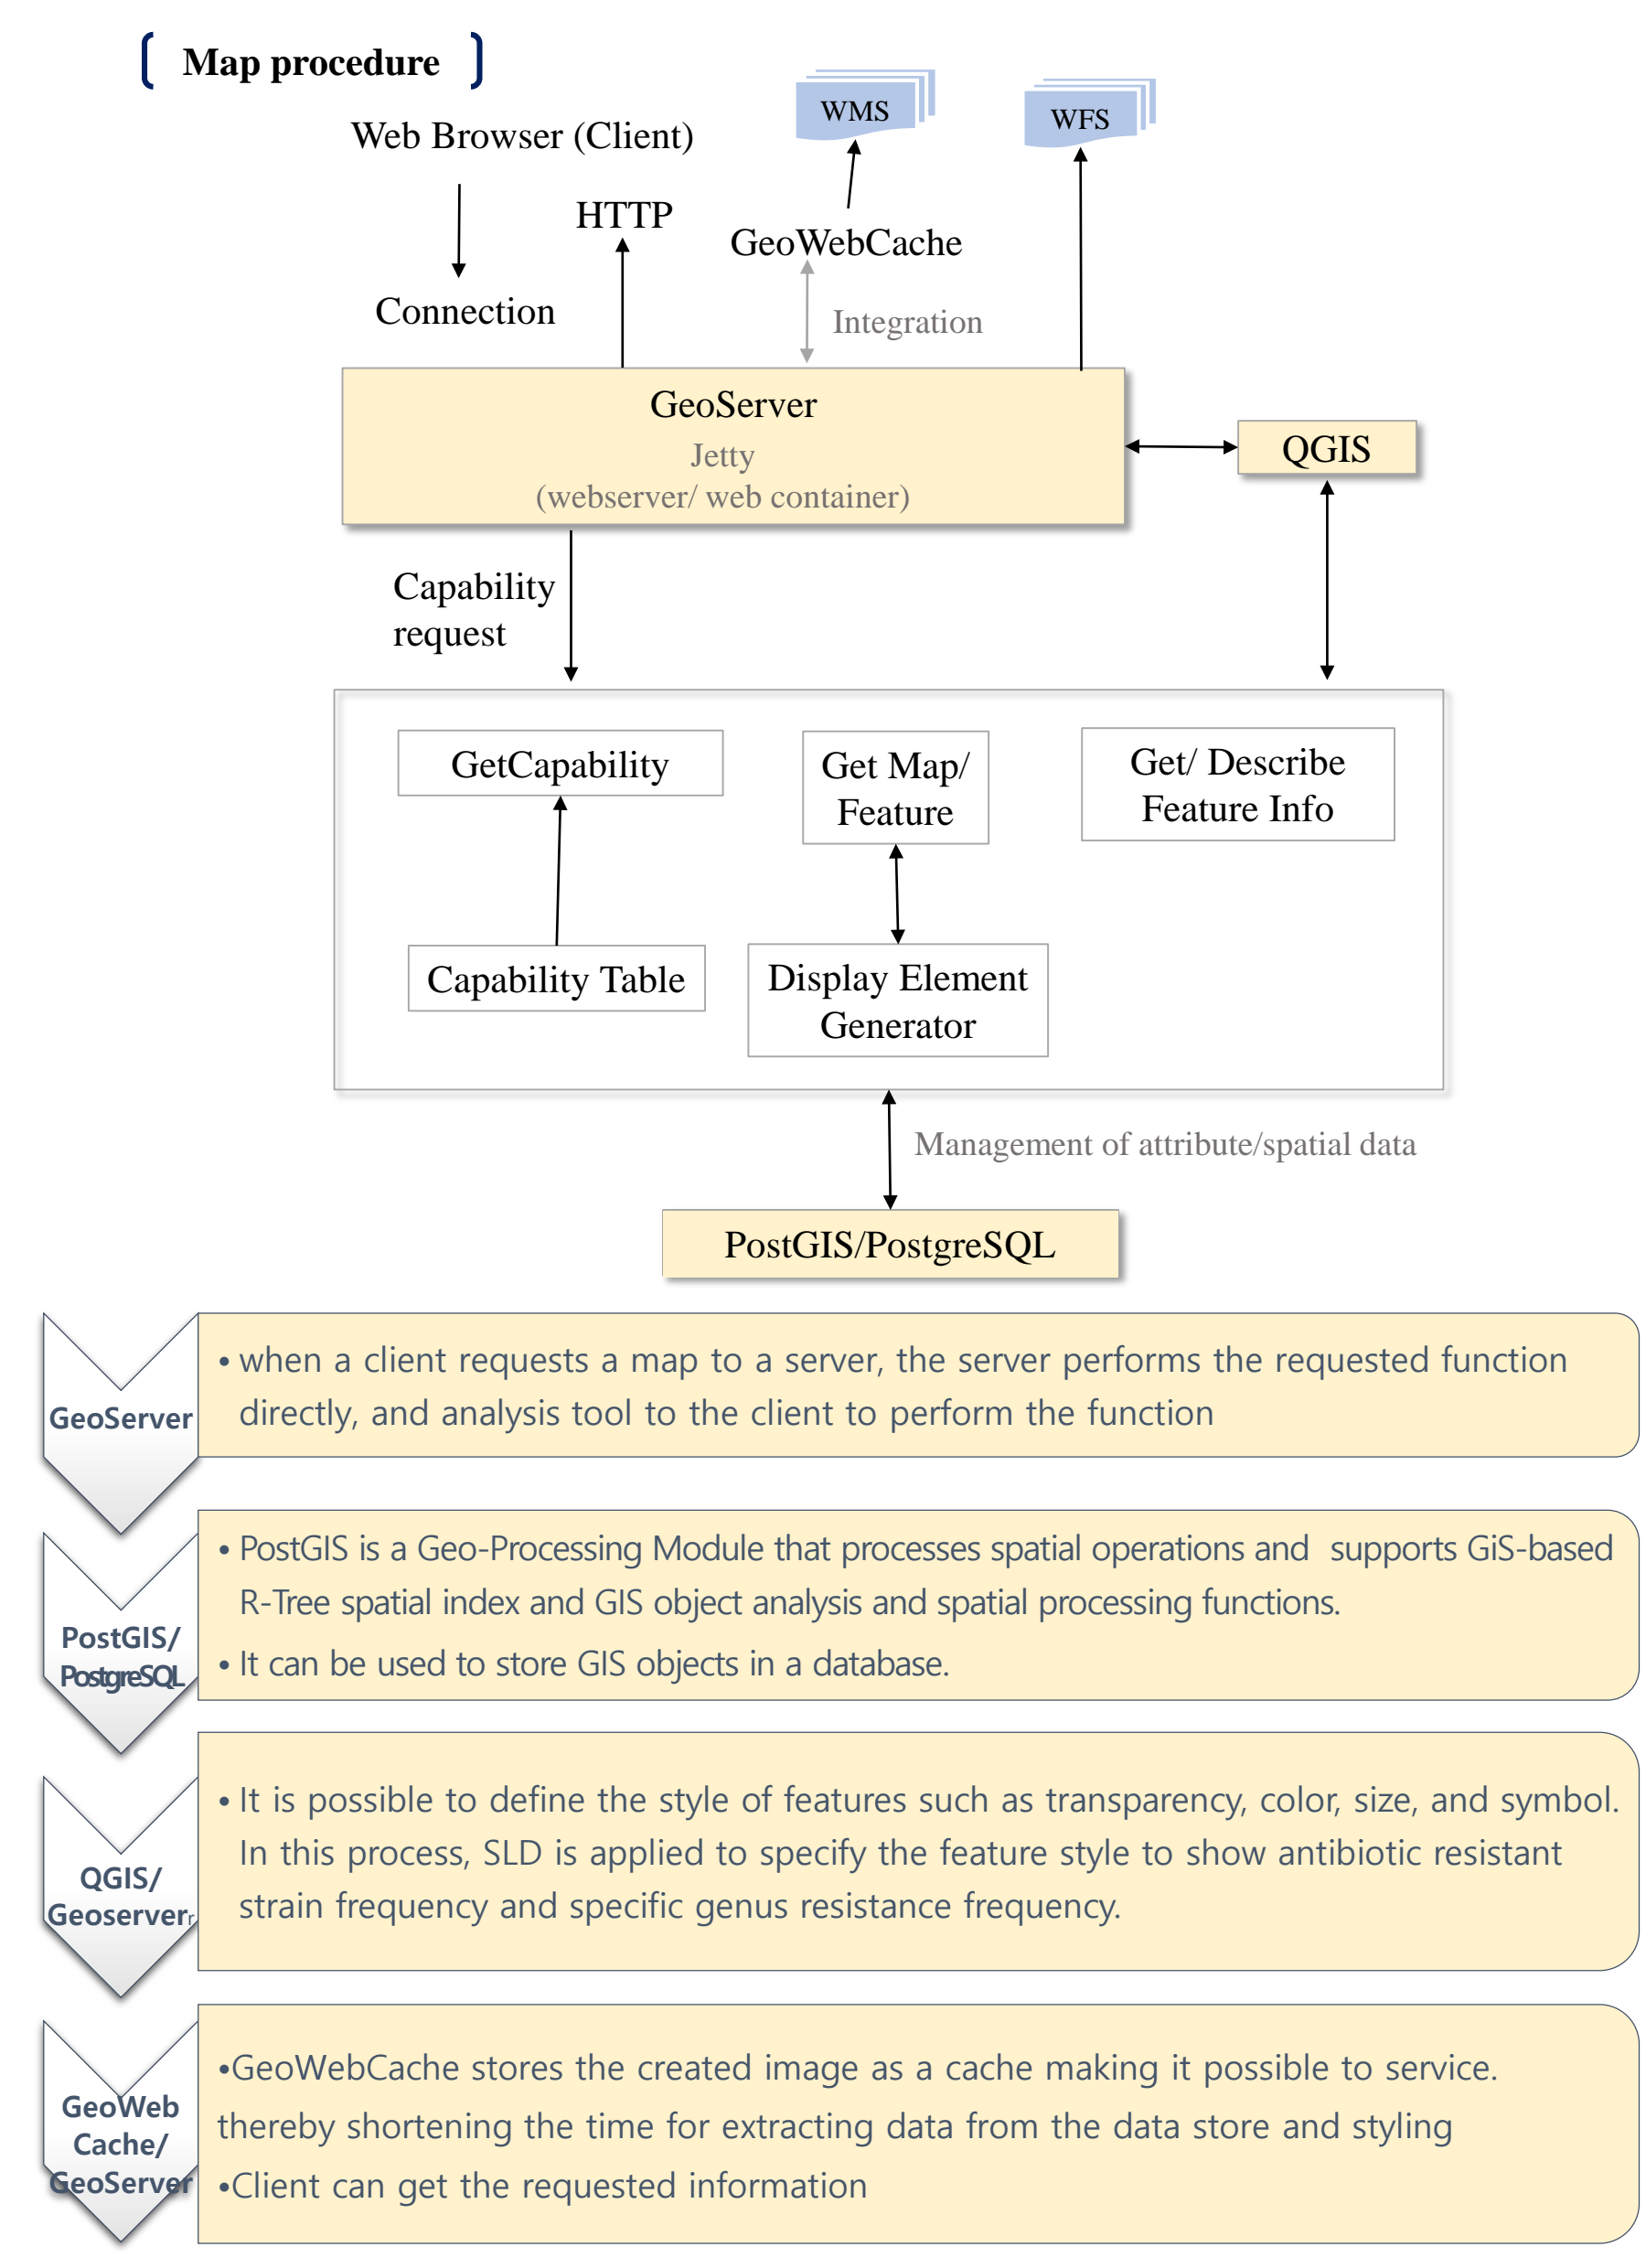 Map procedure
Web Browser (Client)
WMS
WFS
HTTP
GeoWebCache
Connection
Integration
GeoServer
Jetty
(webserver/ web container)
QGIS
Capability
request
GetCapability
Get Map/
Feature
Get/ Describe
Feature Info
Capability Table
Display Element
Generator
Management of attribute/spatial data
PostGIS/PostgreSQL
GeoServer
• when a client requests a map to a server, the server performs the requested function
directly, and analysis tool to the client to perform the function
PostGIS/
PostgreSQL
• PostGIS is a Geo-Processing Module that processes spatial operations and supports GiS-based
R-Tree spatial index and GIS object analysis and spatial processing functions.
• It can be used to store GIS objects in a database.
QGIS/
Geoserverr
• It is possible to define the style of features such as transparency, color, size, and symbol.
In this process, SLD is applied to specify the feature style to show antibiotic resistant
strain frequency and specific genus resistance frequency.
GeoWeb
Cache/
GeoServer
•GeoWebCache stores the created image as a cache making it possible to service.
thereby shortening the time for extracting data from the data store and styling
•Client can get the requested information